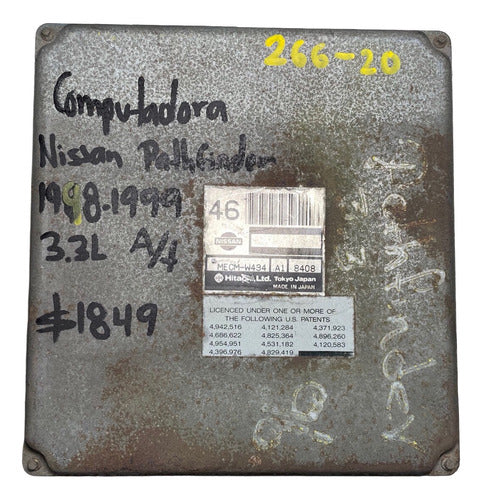 266-20
Computadora
Nissan Pathfinder
1998-1999
3.3L A/4
$1849
46
NISSAN
MECM-W434 A1 8408
Hitachi, Ltd. Tokyo Japan
MADE IN JAPAN
LICENCED UNDER ONE OR MORE OF
THE FOLLOWING U.S. PATENTS
4,942,516 4,121,284 4,371,923
4,686,622 4,825,364 4,896,260
4,954,951 4,531,182 4,120,583
4,396,976 4,829,419